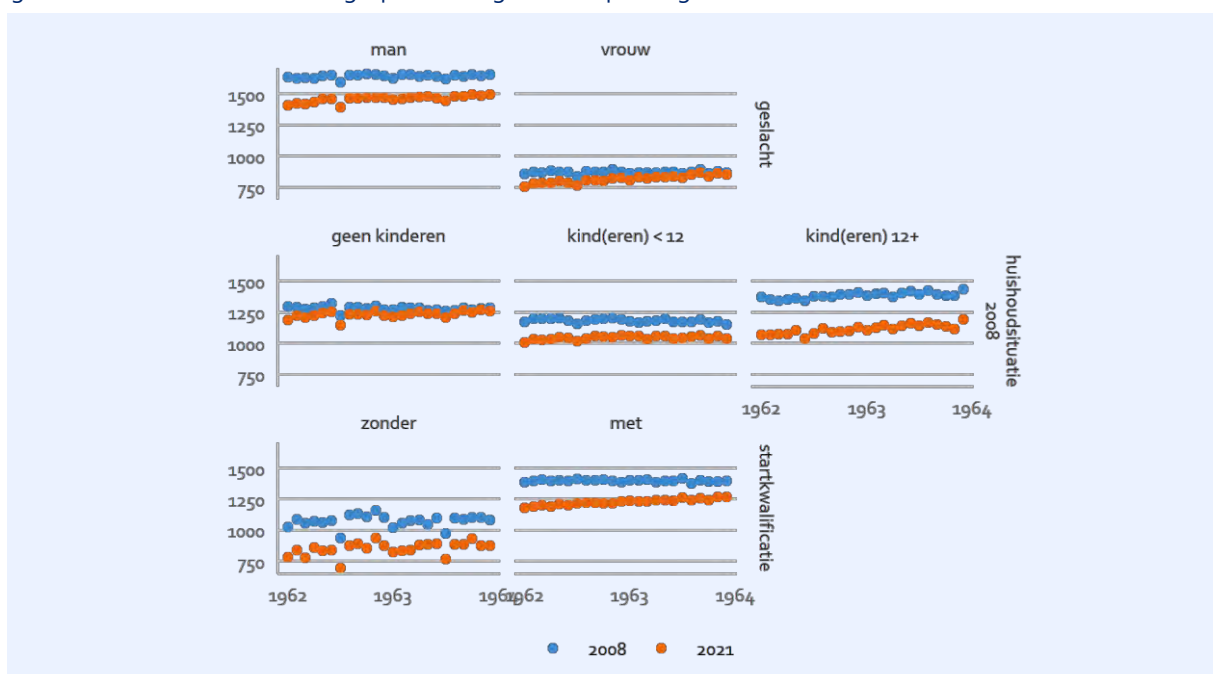 man vrouw
1500
1250
1000
750
geslacht
geen kinderen kind(eren) < 12 kind(eren) 12+
1500
1250
1000
750
huishoudsituatie
2008
1962 1963 1964
zonder met
1500
1250
1000
750
startkwalificatie
1962 1963 1964 1962 1963 1964
2008 2021